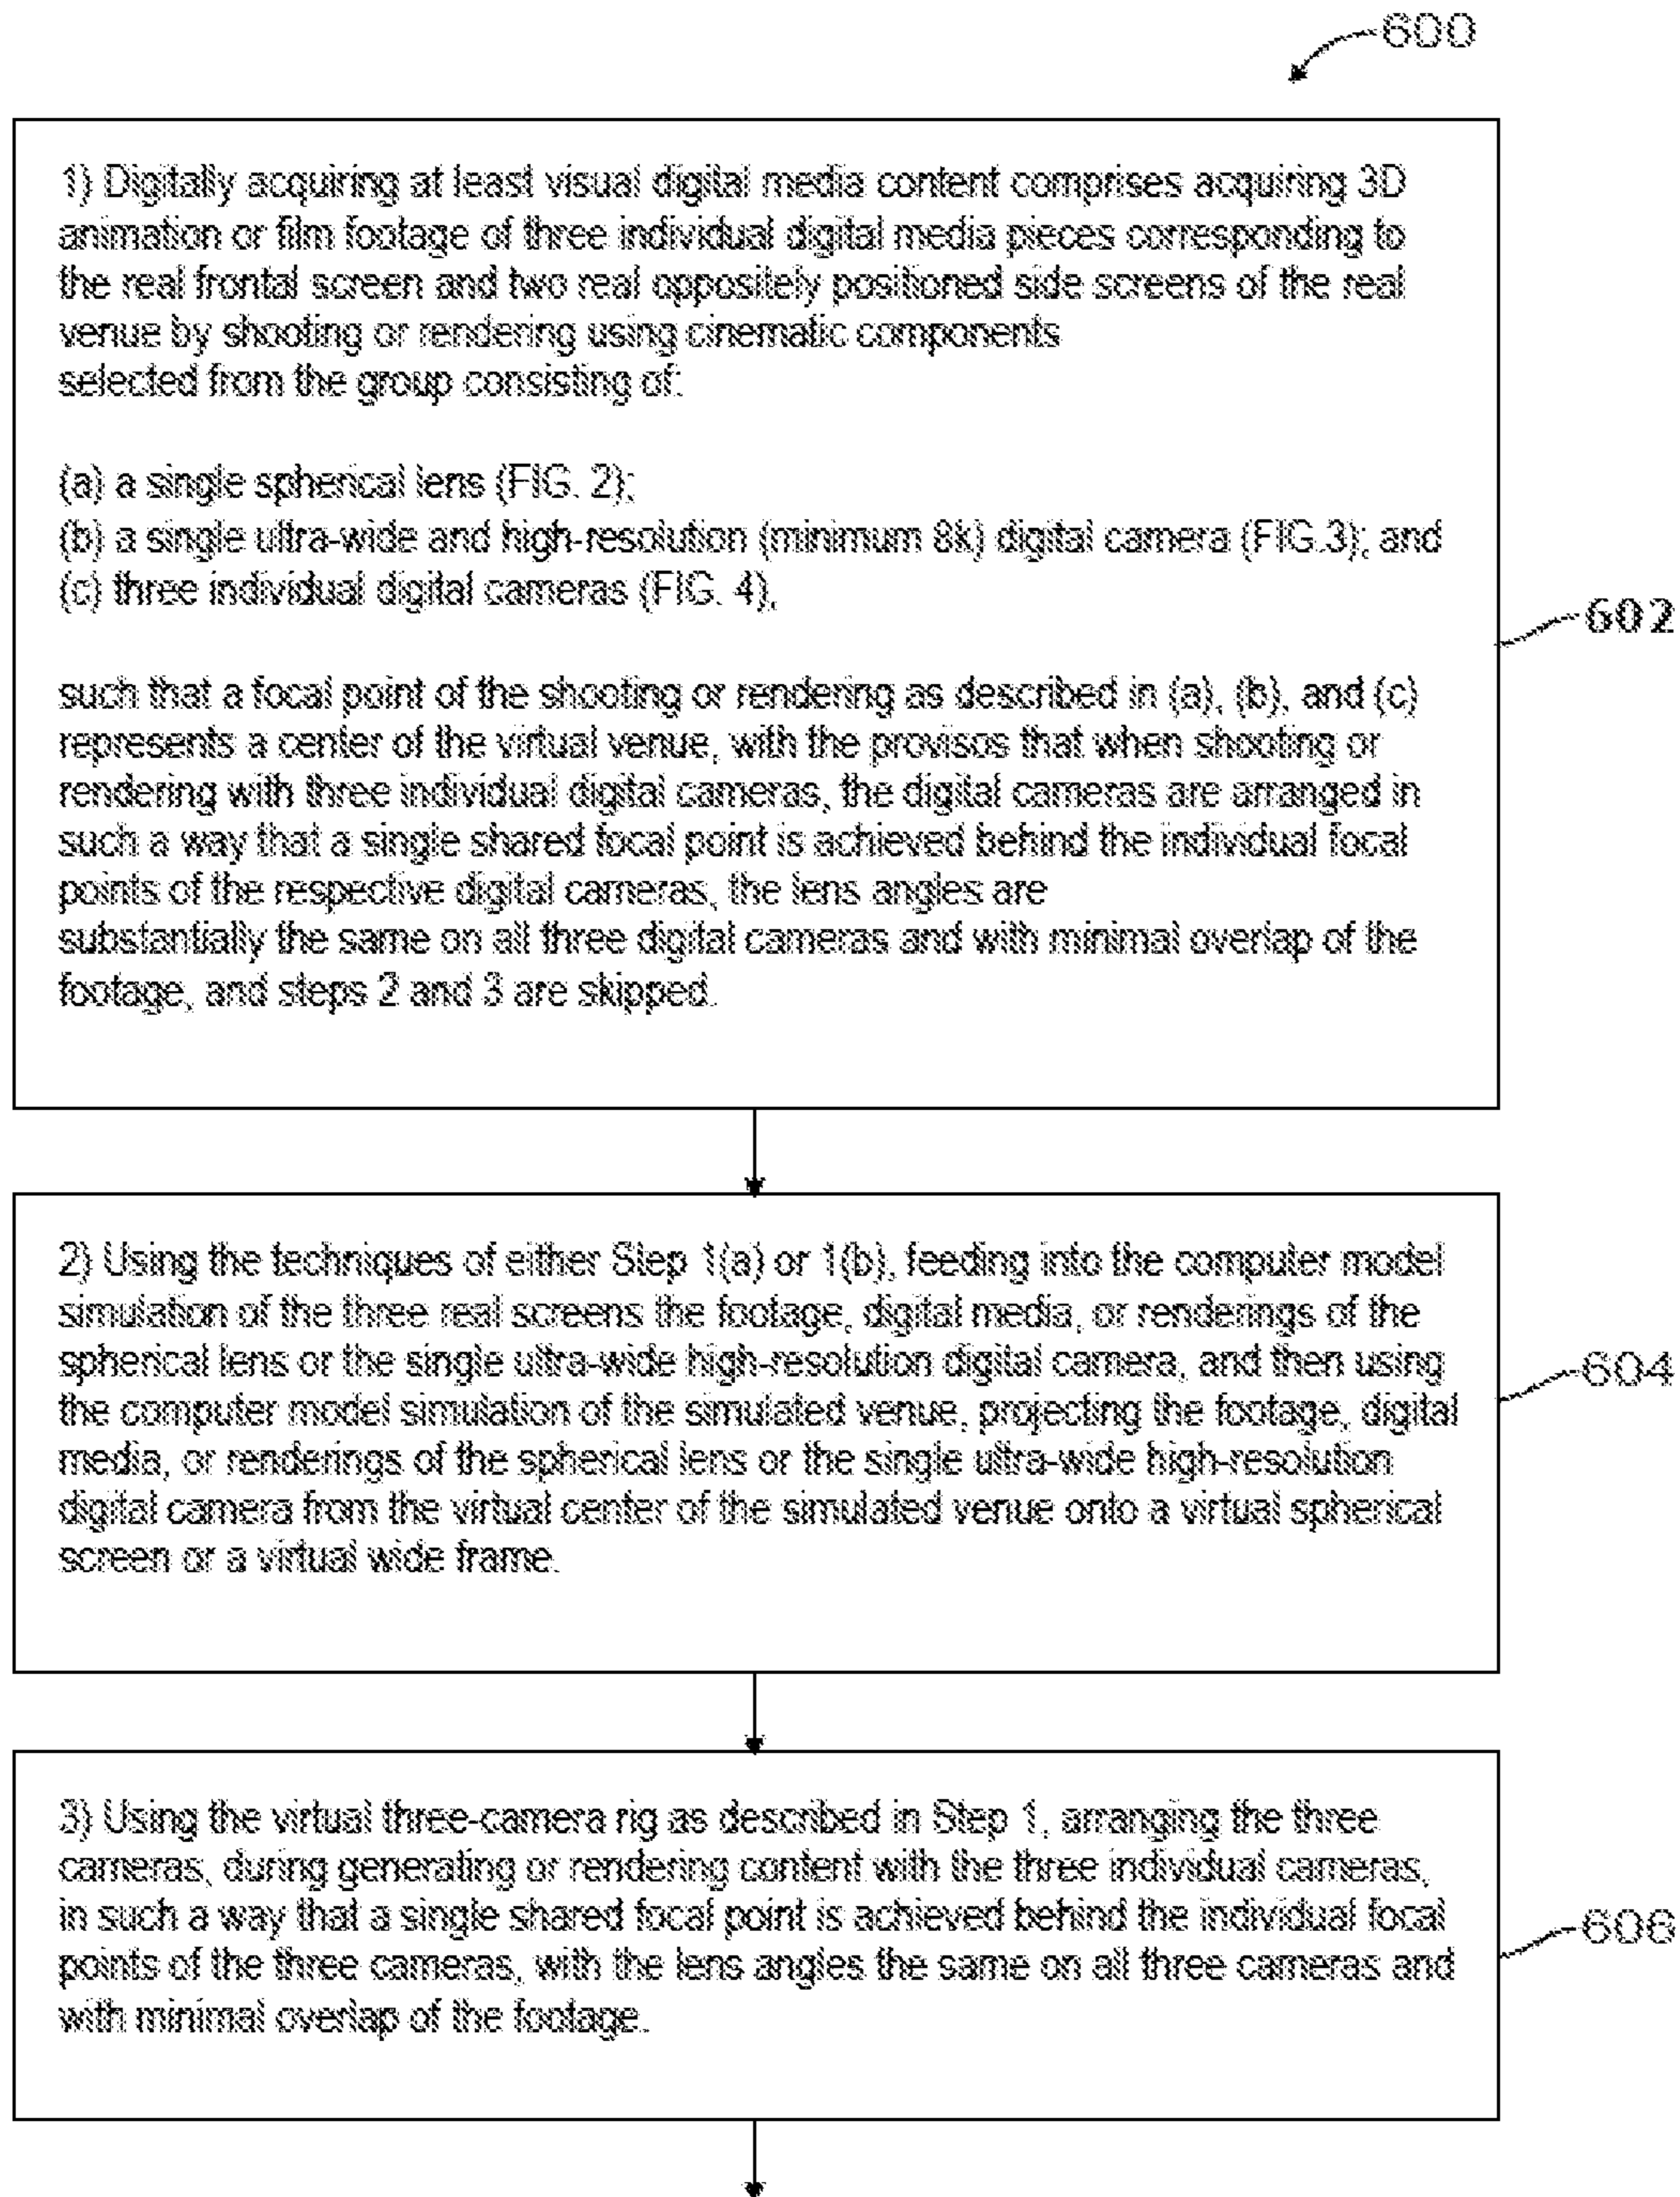 600
1) Digitally acquiring at least visual digital media content comprises acquiring 3D
animation or film footage of three individual digital media pieces corresponding to
the real frontal screen and two real oppositely positioned side screens of the real
venue by shooting or rendering using cinematic components
selected from the group consisting of:
(a) a single spherical lens (FIG. 2);
(b) a single ultra-wide and high-resolution (minimum 8k) digital camera (FIG.3); and
(c) three individual digital cameras (FIG. 4),
602
such that a focal point of the shooting or rendering as described in (a), (b), and (c)
represents a center of the virtual venue, with the provisos that when shooting or
rendering with three individual digital cameras, the digital cameras are arranged in
such a way that a single shared focal point is achieved behind the individual focal
points of the respective digital cameras, the lens angles are
substantially the same on all three digital cameras and with minimal overlap of the
footage, and steps 2 and 3 are skipped.
2) Using the techniques of either Step 1(a) or 1(b), feeding into the computer model
simulation of the three real screens the footage, digital media, or renderings of the
spherical lens or the single ultra-wide high-resolution digital camera, and then using
604
the computer model simulation of the simulated venue, projecting the footage, digital
media, or renderings of the spherical lens or the single ultra-wide high-resolution
digital camera from the virtual center of the simulated venue onto a virtual spherical
screen or a virtual wide frame.
3) Using the virtual three-camera rig as described in Step 1, arranging the three
cameras, during generating or rendering content with the three individual cameras,
in such a way that a single shared focal point is achieved behind the individual focal
606
points of the three cameras, with the lens angles the same on all three cameras and
with minimal overlap of the footage.